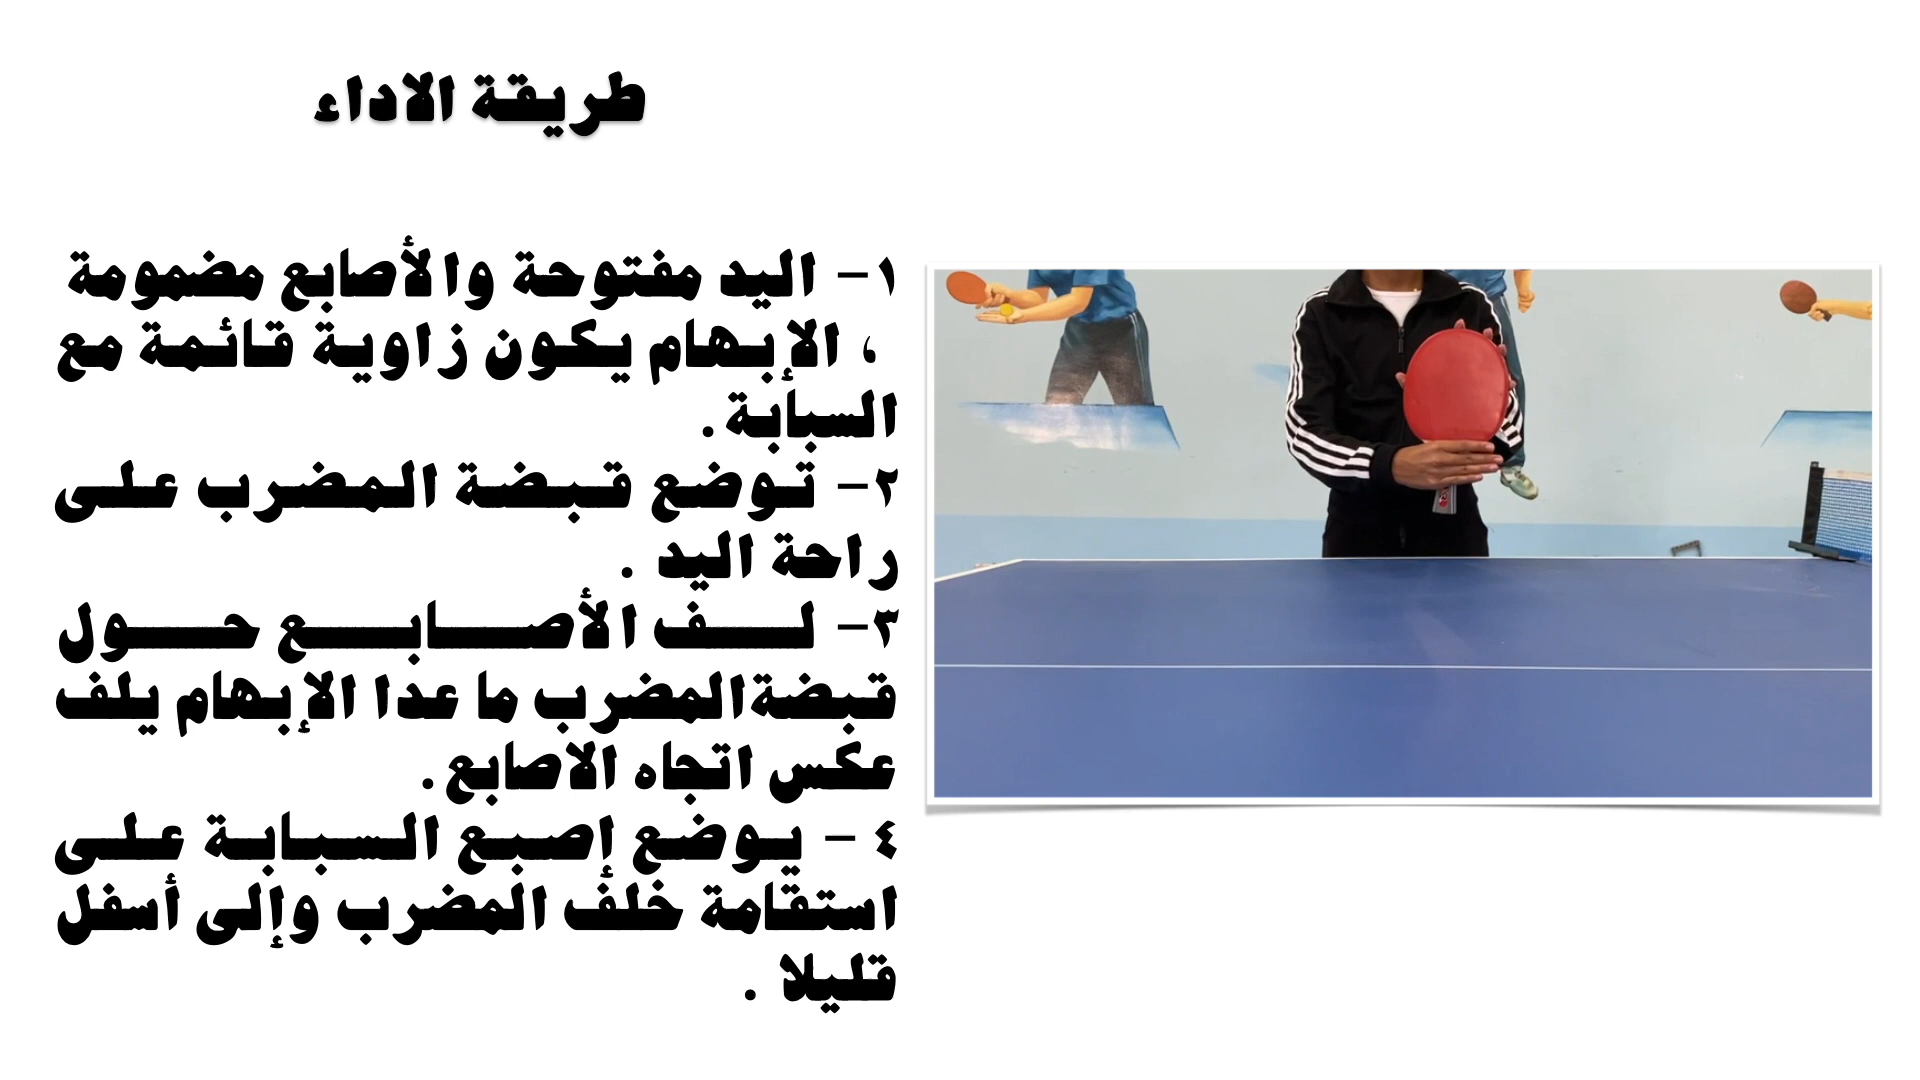 طريقة الاداء
١- اليد مفتوحة والأصابع مضمومة
، الإبهام يكون زاوية قائمة مع
السبابة .
٢- توضع قبضة المضرب على
راحة اليد .
٣- لف الأصابع حول
قبضةالمضرب ما عدا الإبهام يلف
عكس اتجاه الاصابع .
٤ - يوضع إصبع السبابة على
استقامة خلف المضرب وإلى أسفل
قليلا .